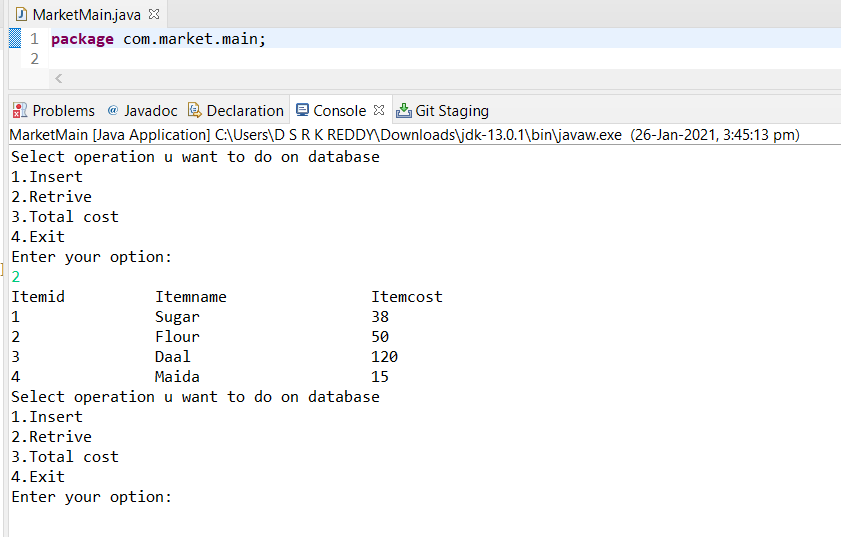 MarketMain.java
1 package com.market.main;
2
Problems @ Javadoc Declaration Console Git Staging
MarketMain [Java Application] C:\Users\D S R K REDDY\Downloads\jdk-13.0.1\bin\javaw.exe (26-Jan-2021, 3:45:13 pm)
Select operation u want to do on database
1.Insert
2.Retrive
3.Total cost
4.Exit
Enter your option:
2
Itemid Itemname Itemcost
1 Sugar 38
2 Flour 50
3 Daal 120
4 Maida 15
Select operation u want to do on database
1.Insert
2.Retrive
3.Total cost
4.Exit
Enter your option: